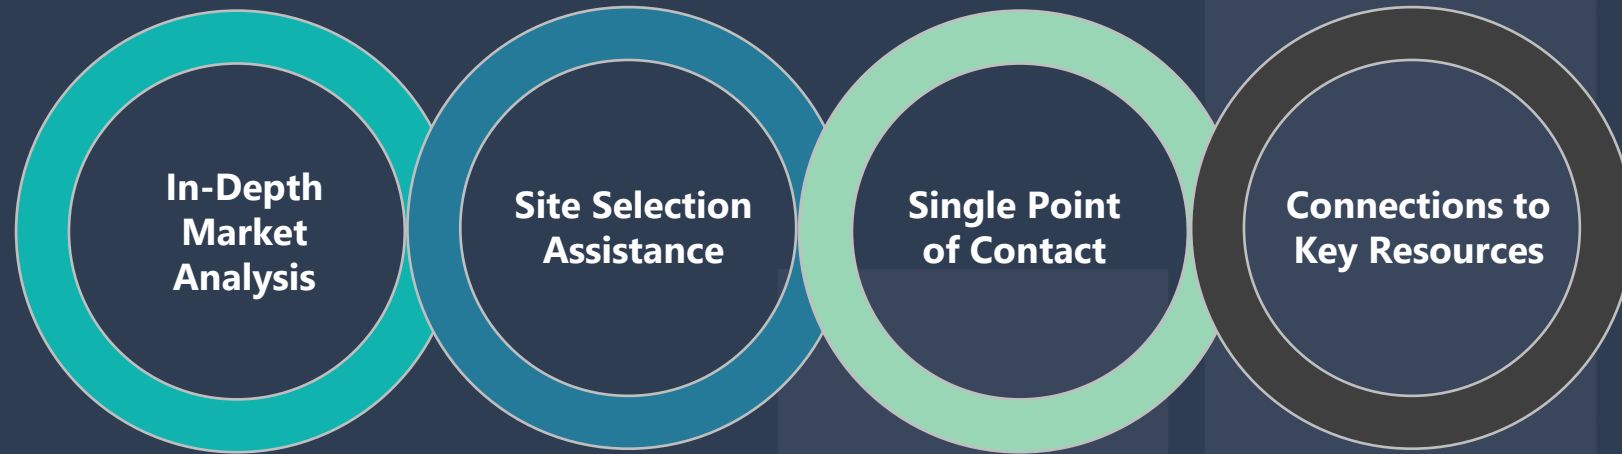 In-Depth
Market
Analysis
Site Selection
Assistance
Single Point
of Contact
Connections to
Key Resources